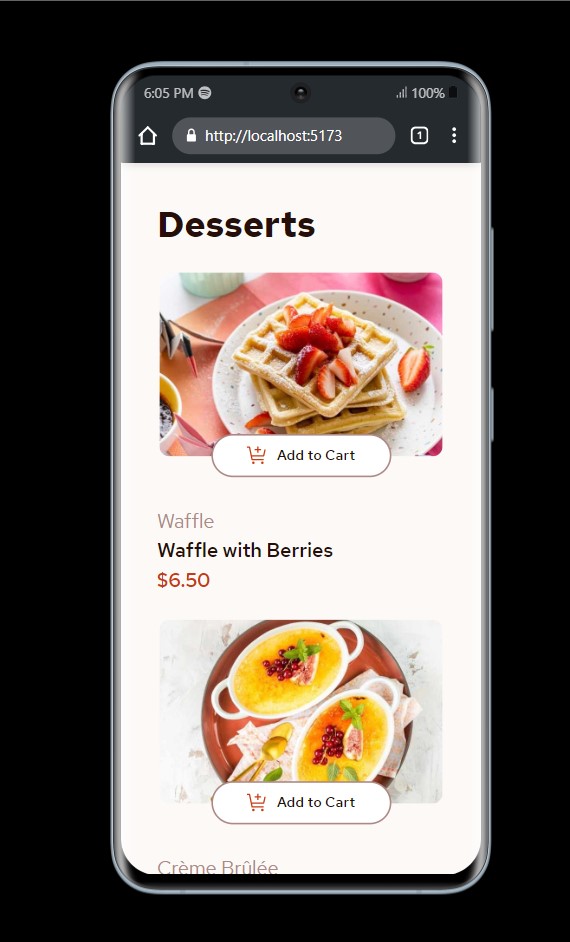 6:05 PM 100%
http://localhost:5173 1
Desserts
Add to Cart
Waffle
Waffle with Berries
$6.50
Add to Cart
Crème Brûlée